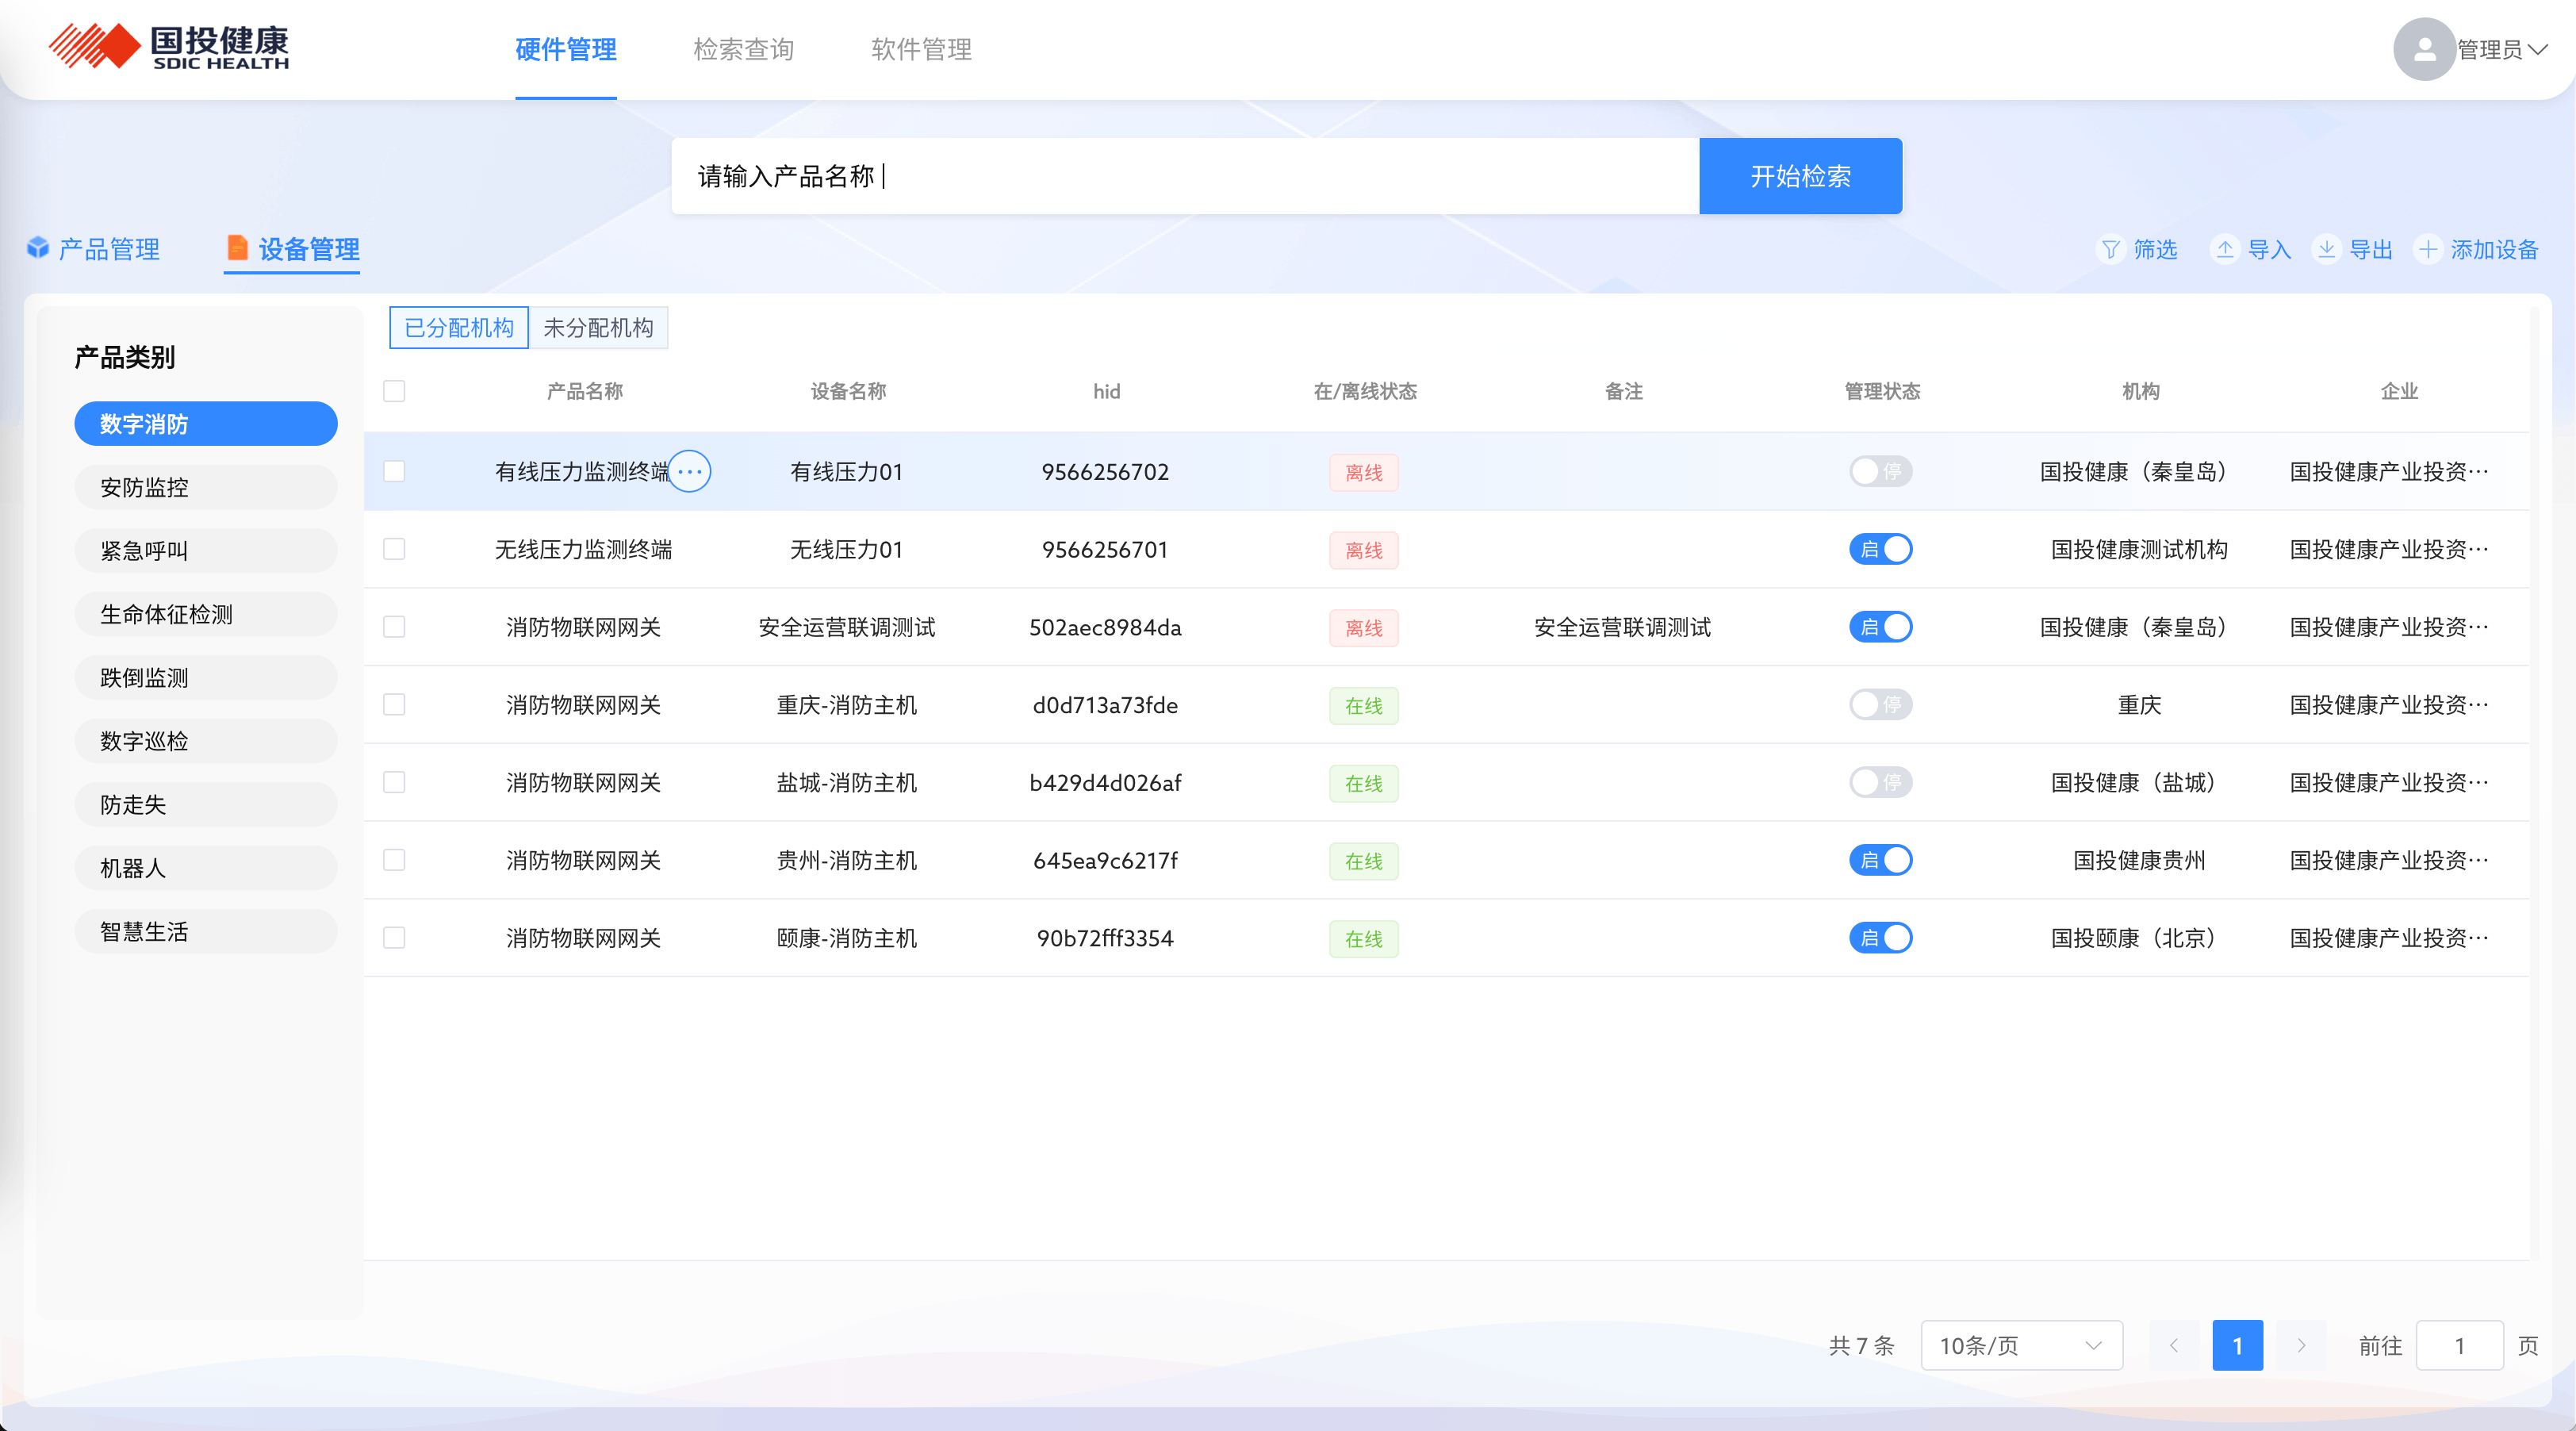 国投健康
SDIC HEALTH
硬件管理 检索查询 软件管理
管理员
请输入产品名称
开始检索
产品管理 设备管理
筛选 导入 导出 添加设备
产品类别
数字消防
安防监控
紧急呼叫
生命体征检测
跌倒监测
数字巡检
防走失
机器人
智慧生活
已分配机构 未分配机构
产品名称 设备名称 hid 在/离线状态 备注 管理状态 机构 企业
有线压力监测终端 ··· 有线压力01 9566256702 离线 停 国投健康（秦皇岛） 国投健康产业投资…
无线压力监测终端 无线压力01 9566256701 离线 启 国投健康测试机构 国投健康产业投资…
消防物联网网关 安全运营联调测试 502aec8984da 离线 安全运营联调测试 启 国投健康（秦皇岛） 国投健康产业投资…
消防物联网网关 重庆-消防主机 d0d713a73fde 在线 停 重庆 国投健康产业投资…
消防物联网网关 盐城-消防主机 b429d4d026af 在线 停 国投健康（盐城） 国投健康产业投资…
消防物联网网关 贵州-消防主机 645ea9c6217f 在线 启 国投健康贵州 国投健康产业投资…
消防物联网网关 颐康-消防主机 90b72fff3354 在线 启 国投颐康（北京） 国投健康产业投资…
共 7 条 10条/页 1 前往 1 页